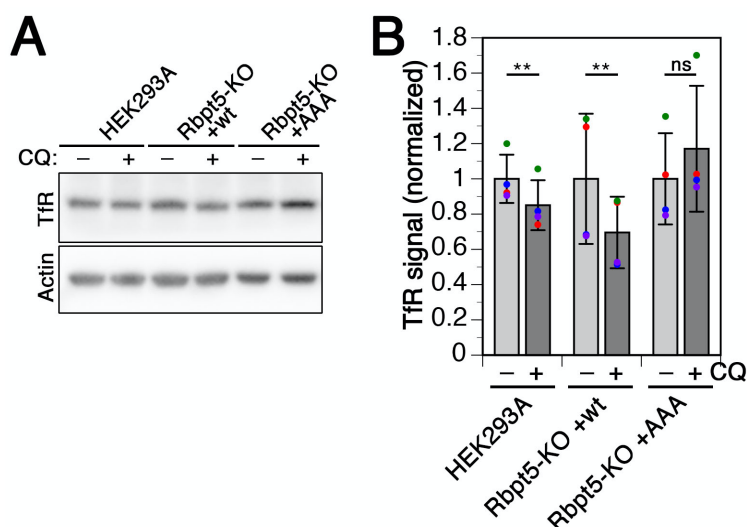 A
HEK293A
Rbpt5-KO
+wt
Rbpt5-KO
+AAA
CQ: – + – + – +
TfR
Actin
B
TfR signal (normalized)
1.8
1.6
1.4
1.2
1
0.8
0.6
0.4
0.2
0
** ** ns
– + – + – + CQ
HEK293A
Rbpt5-KO +wt
Rbpt5-KO +AAA